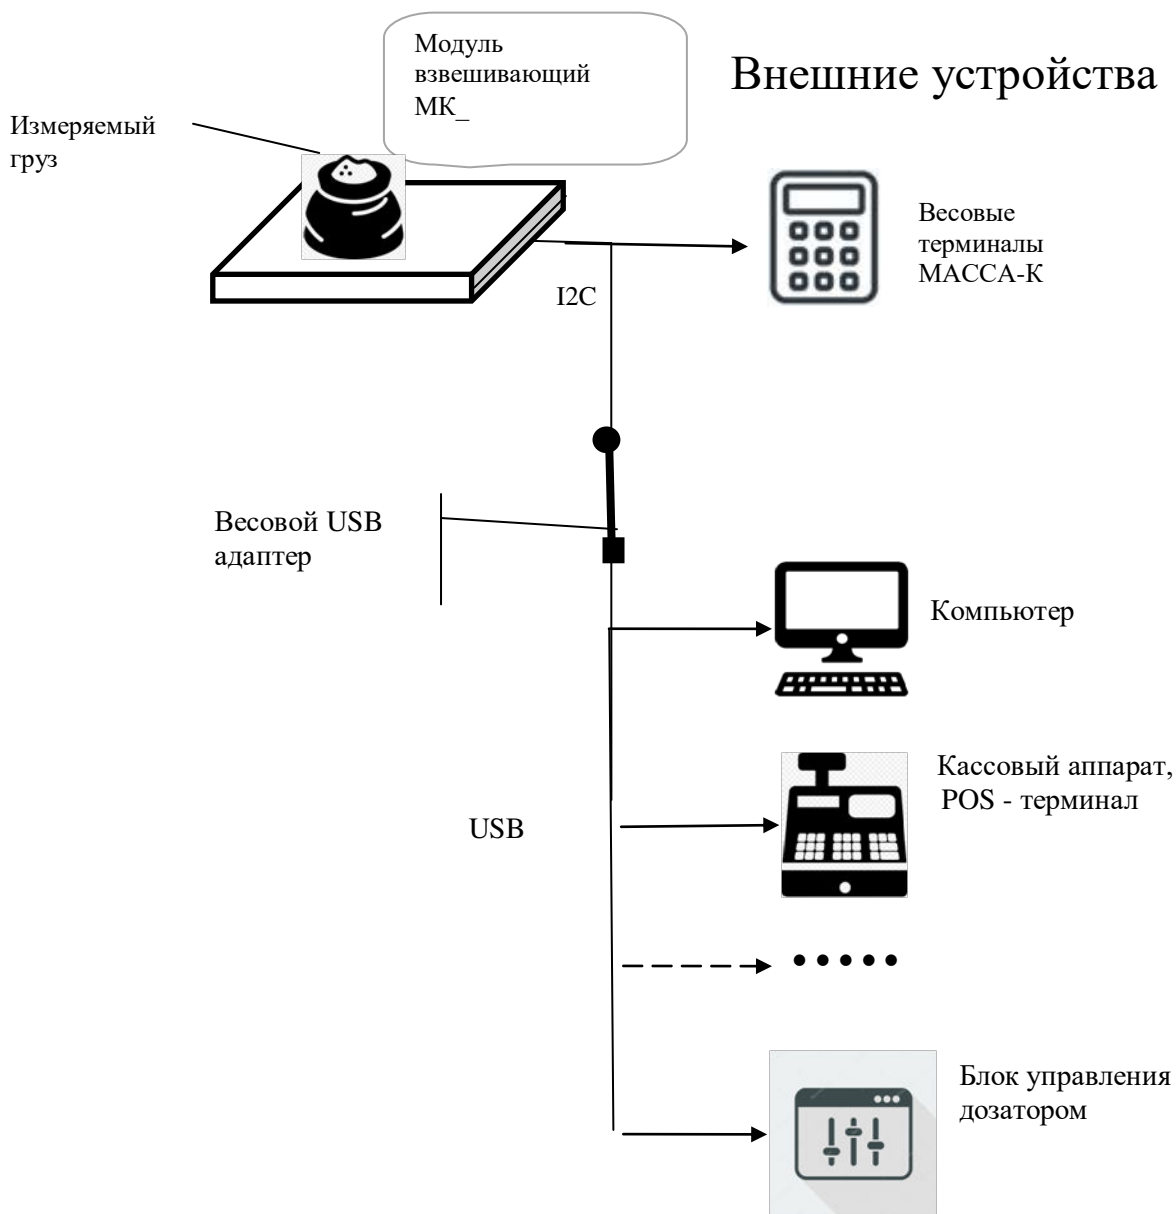 Модуль
взвешивающий
МК_
Внешние устройства
Измеряемый
груз
Весовые
терминалы
МАССА-К
I2C
Весовой USB
адаптер
Компьютер
Кассовый аппарат,
POS - терминал
USB
Блок управления
дозатором